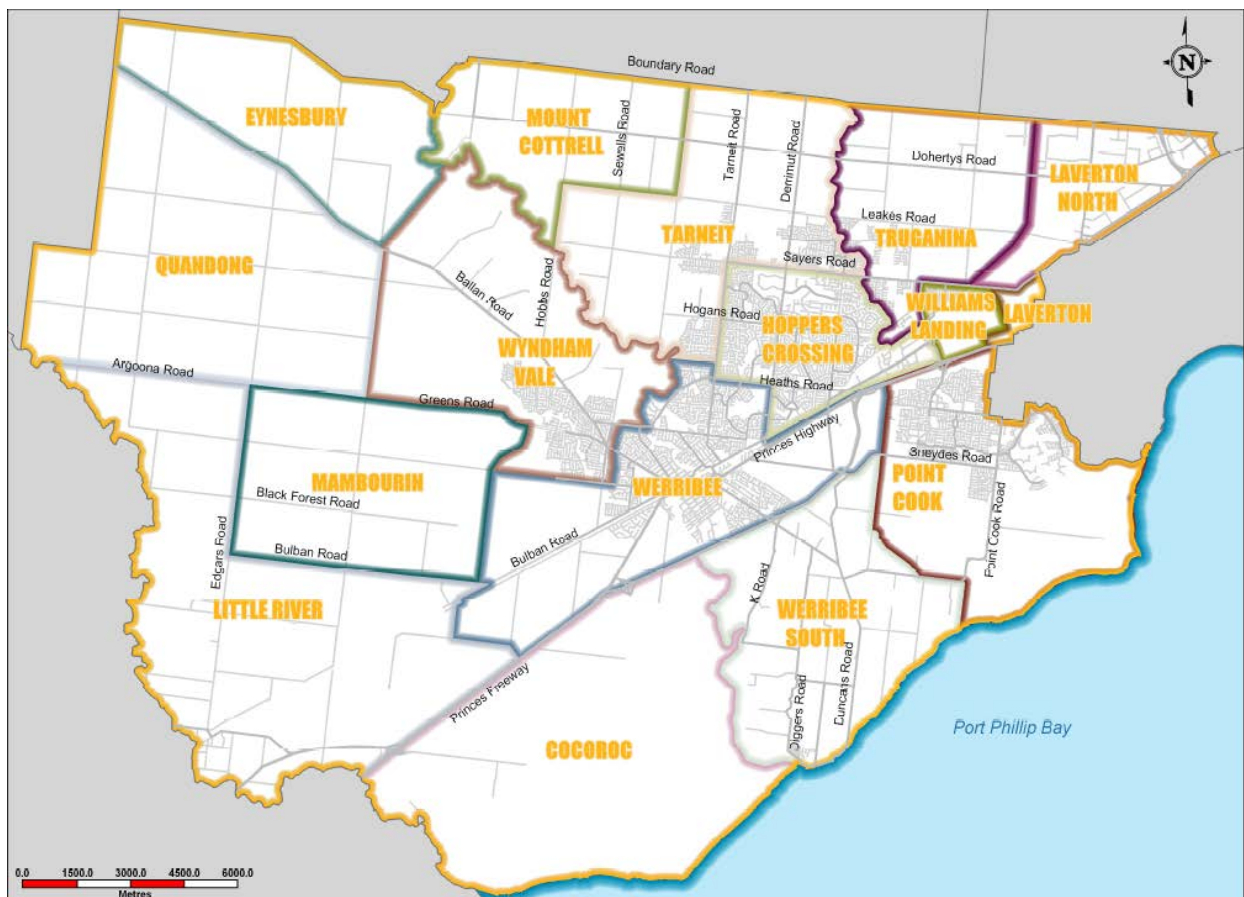 Boundary Road
N
EYNESBURY
MOUNT
COTTRELL
Sewells Road
Tarneit Road
Derrimut Road
Dohertys Road
LAVERTON
NORTH
Leakes Road
TARNEIT
TRUGANINA
QUANDONG
Sayers Road
Ballan Road
Hobbs Road
Hogans Road
WILLIAMS
LANDING
LAVERTON
HOPPERS
CROSSING
WYNDHAM
VALE
Argoona Road
Heaths Road
Greens Road
Princes Highway
Sneydes Road
POINT
COOK
MAMBOURIN
WERRIBEE
Black Forest Road
Point Cook Road
Bulban Road
Bulban Road
Edgars Road
K Road
LITTLE RIVER
WERRIBEE
SOUTH
Princes Freeway
Diggers Road
Duncans Road
COCOROC
Port Phillip Bay
0.0 1500.0 3000.0 4500.0 6000.0
Metres